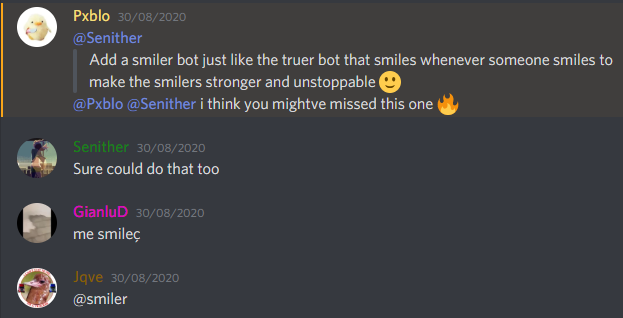 Pxblo 30/08/2020
@Senither
Add a smiler bot just like the truer bot that smiles whenever someone smiles to
make the smilers stronger and unstoppable 🙂
@Pxblo @Senither i think you mightve missed this one 🔥
Senither 30/08/2020
Sure could do that too
GianluD 30/08/2020
me smileç
Jqve 30/08/2020
@smiler